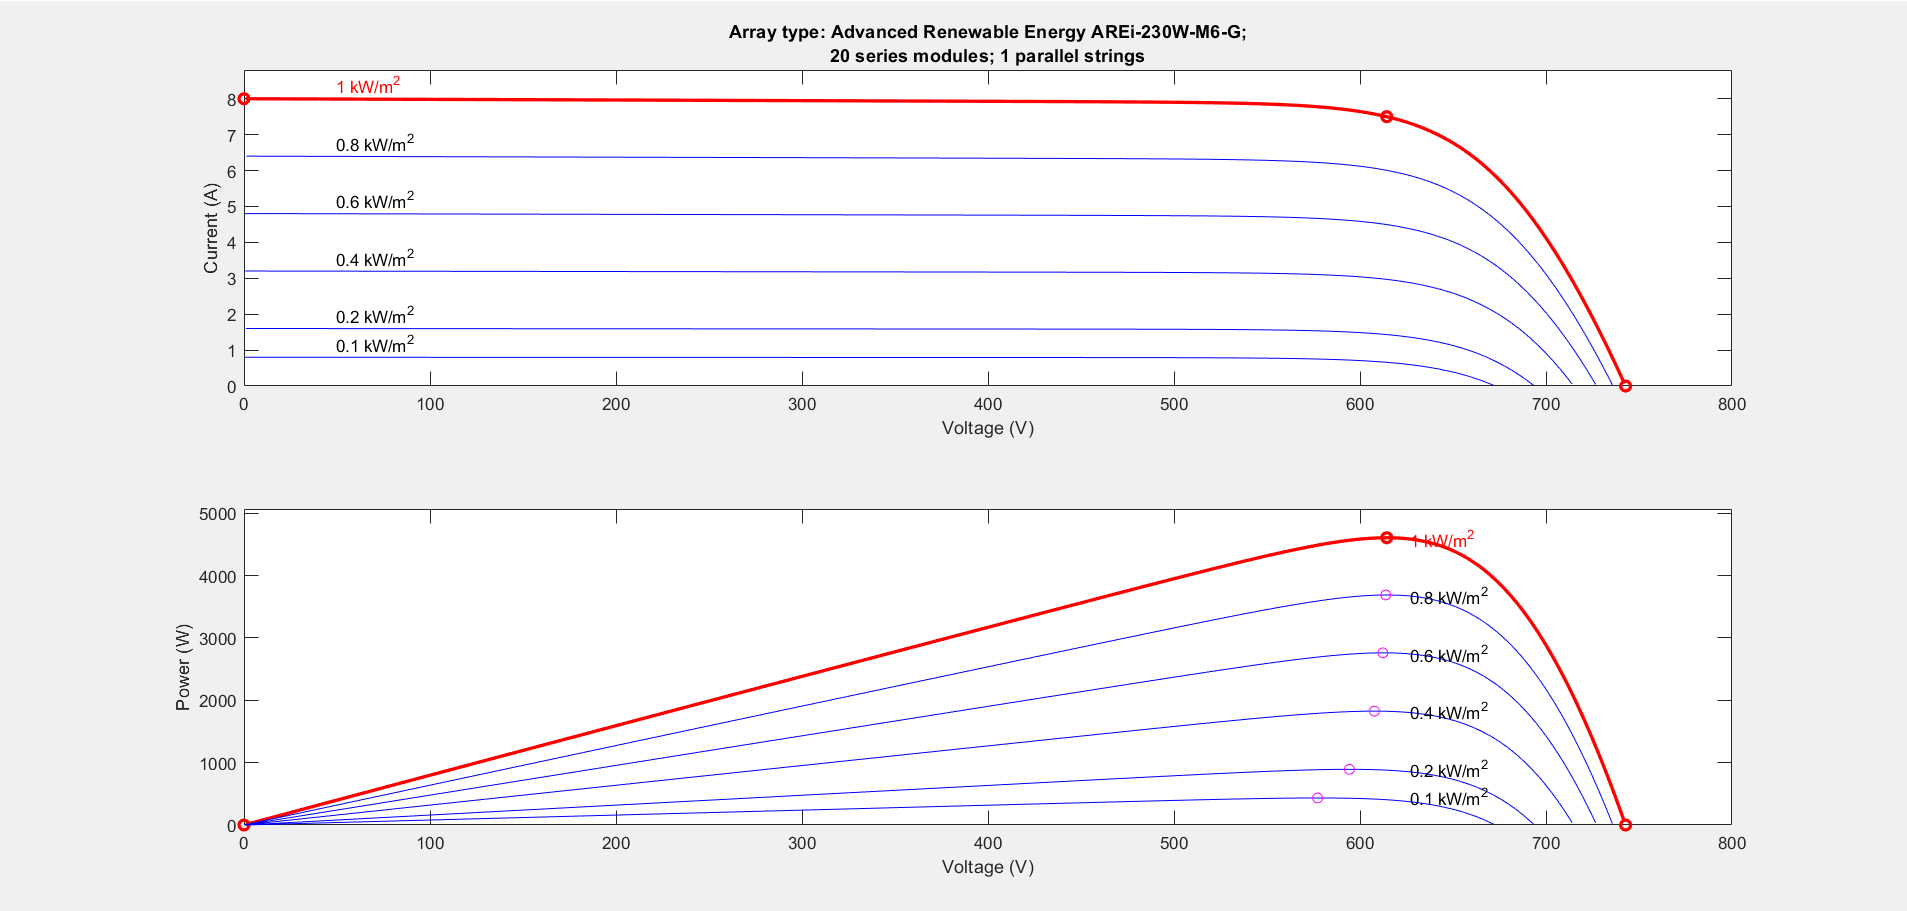 Array type: Advanced Renewable Energy AREi-230W-M6-G;
20 series modules; 1 parallel strings
1 kW/m²
0.8 kW/m²
0.6 kW/m²
0.4 kW/m²
0.2 kW/m²
0.1 kW/m²
8
7
6
5
4
3
2
1
0
Current (A)
0 100 200 300 400 500 600 700 800
Voltage (V)
5000
4000
3000
2000
1000
0
Power (W)
1 kW/m²
0.8 kW/m²
0.6 kW/m²
0.4 kW/m²
0.2 kW/m²
0.1 kW/m²
0 100 200 300 400 500 600 700 800
Voltage (V)